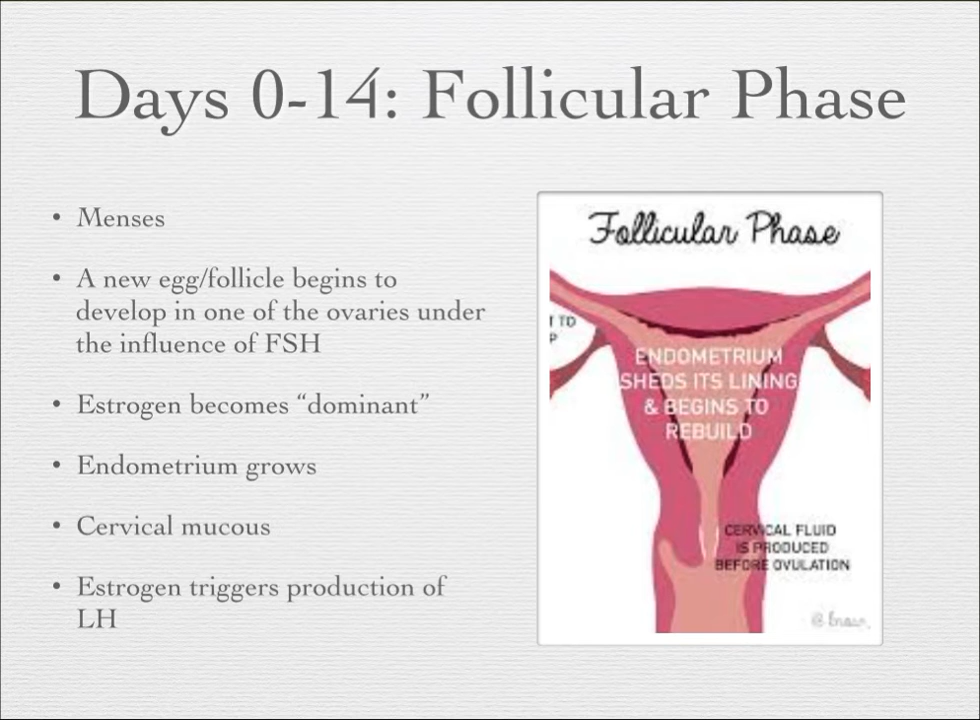 Days 0-14: Follicular Phase
• Menses
• A new egg/follicle begins to
develop in one of the ovaries under
the influence of FSH
• Estrogen becomes “dominant”
• Endometrium grows
• Cervical mucous
• Estrogen triggers production of
LH
Follicular Phase
T TO
P
ENDOMETRIUM
SHEDS ITS LINING
& BEGINS TO
REBUILD
CERVICAL FLUID
IS PRODUCED
BEFORE OVULATION